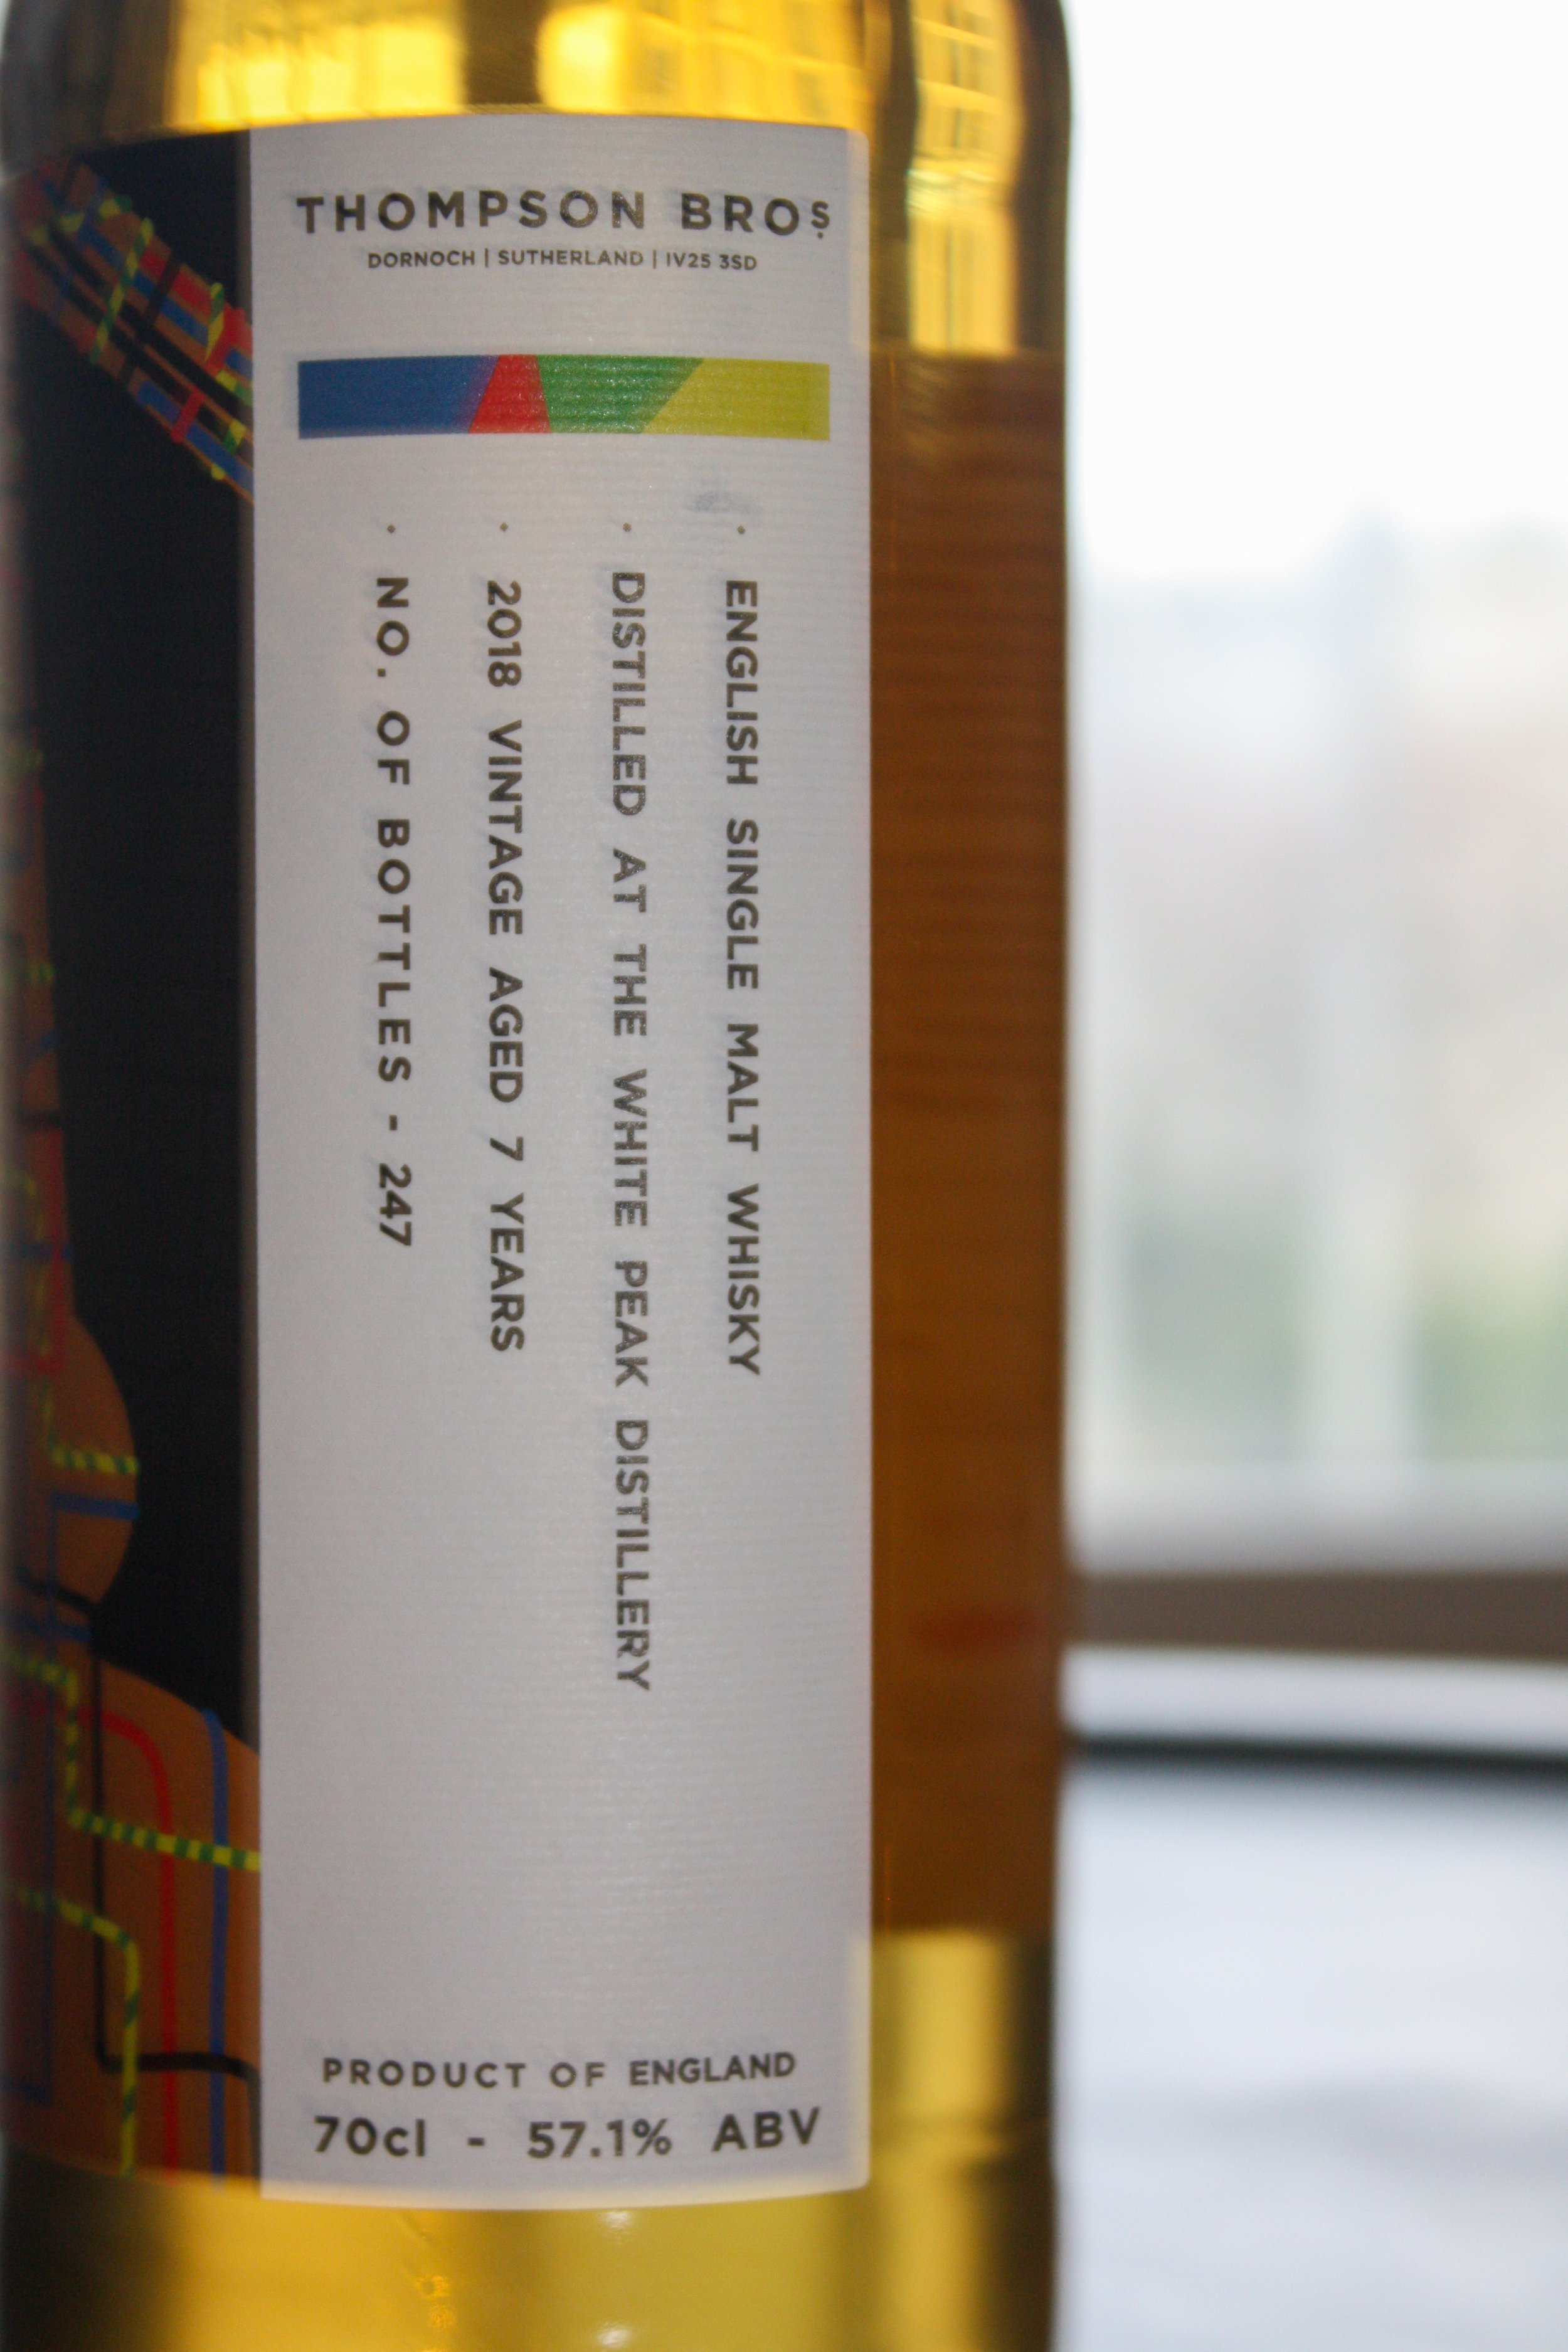 THOMPSON BROS.
DORNOCH | SUTHERLAND | IV25 3SD
· ENGLISH SINGLE MALT WHISKY
· DISTILLED AT THE WHITE PEAK DISTILLERY
· 2018 VINTAGE AGED 7 YEARS
· NO. OF BOTTLES - 247
PRODUCT OF ENGLAND
70cl - 57.1% ABV